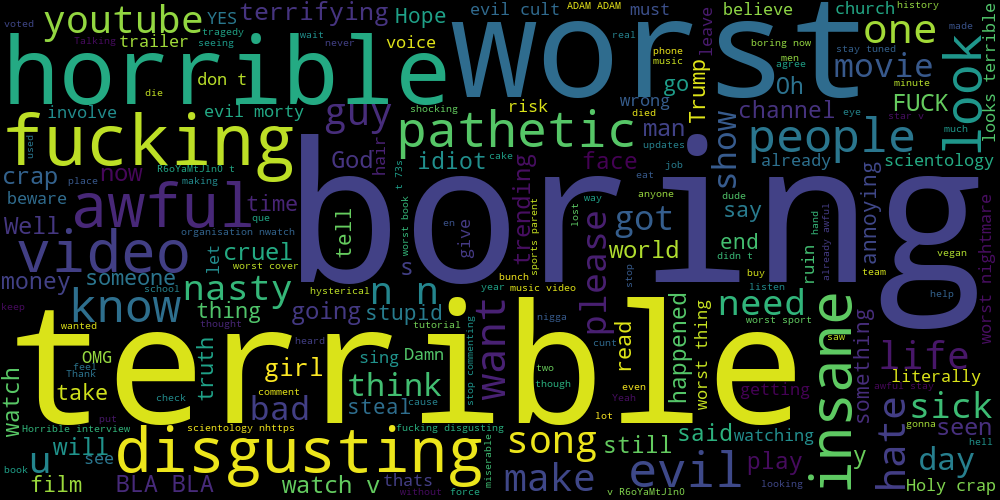 voted
youtube
YES
terrifying
Hope
evil cult
ADAM ADAM
must
believe
church
history
Talking
trailer
tragedy
seeing
wait
never
voice
real
phone
music
leave
boring now
men
Oh
agree
stay tuned
made
one
movie
look
looks terrible
horrible
worst
don t
die
go
Trump
minute
involve
evil morty
guy
shocking
risk
wrong
died
channel
eye
FUCK
star v
much
fucking
used
God
hair
pathetic
man
updates
people
show
already
scientology
crap
place
now
R6oYaMtJlnO t
making
t 73s
idiot
cake
trending
face
job
dude
annoying
beware
awful
time
que
boring
eat
anyone
way
lost
got
say
hand
already awful
worst nightmare
Well
organisation nwatch
tell
worst book
en
give
sports parent
please
world
end
didn t
ruin
team
vegan
video
let
cruel
worst cover
s
bunch
music video
stop
buy
listen
help
money
someone
school
nasty
hysterical
n n
year
know
thing
going
stupid
want
nigga
cunt
read
happened
need
worst sport
saw
insane
something
life
keep
wanted
thought
heard
tutorial
terrible
stop commenting
worst thing
OMG
feel
Thank
truth
girl
sing
Damn
two
though
even
literally
awful stay
watch
take
check
comment
think
cause
Yeah
getting
hate
sick
gonna
put
bad
steal
lot
Horrible interview
scientology nhttps
fucking disgusting
miserable
song
still
said
watching
seen
hell
book
u
will
see
disgusting
play
y
day
film
BLA BLA
watch v
thats
without
force
make
evil
looking
v R6oYaMtJlnO
Holy crap